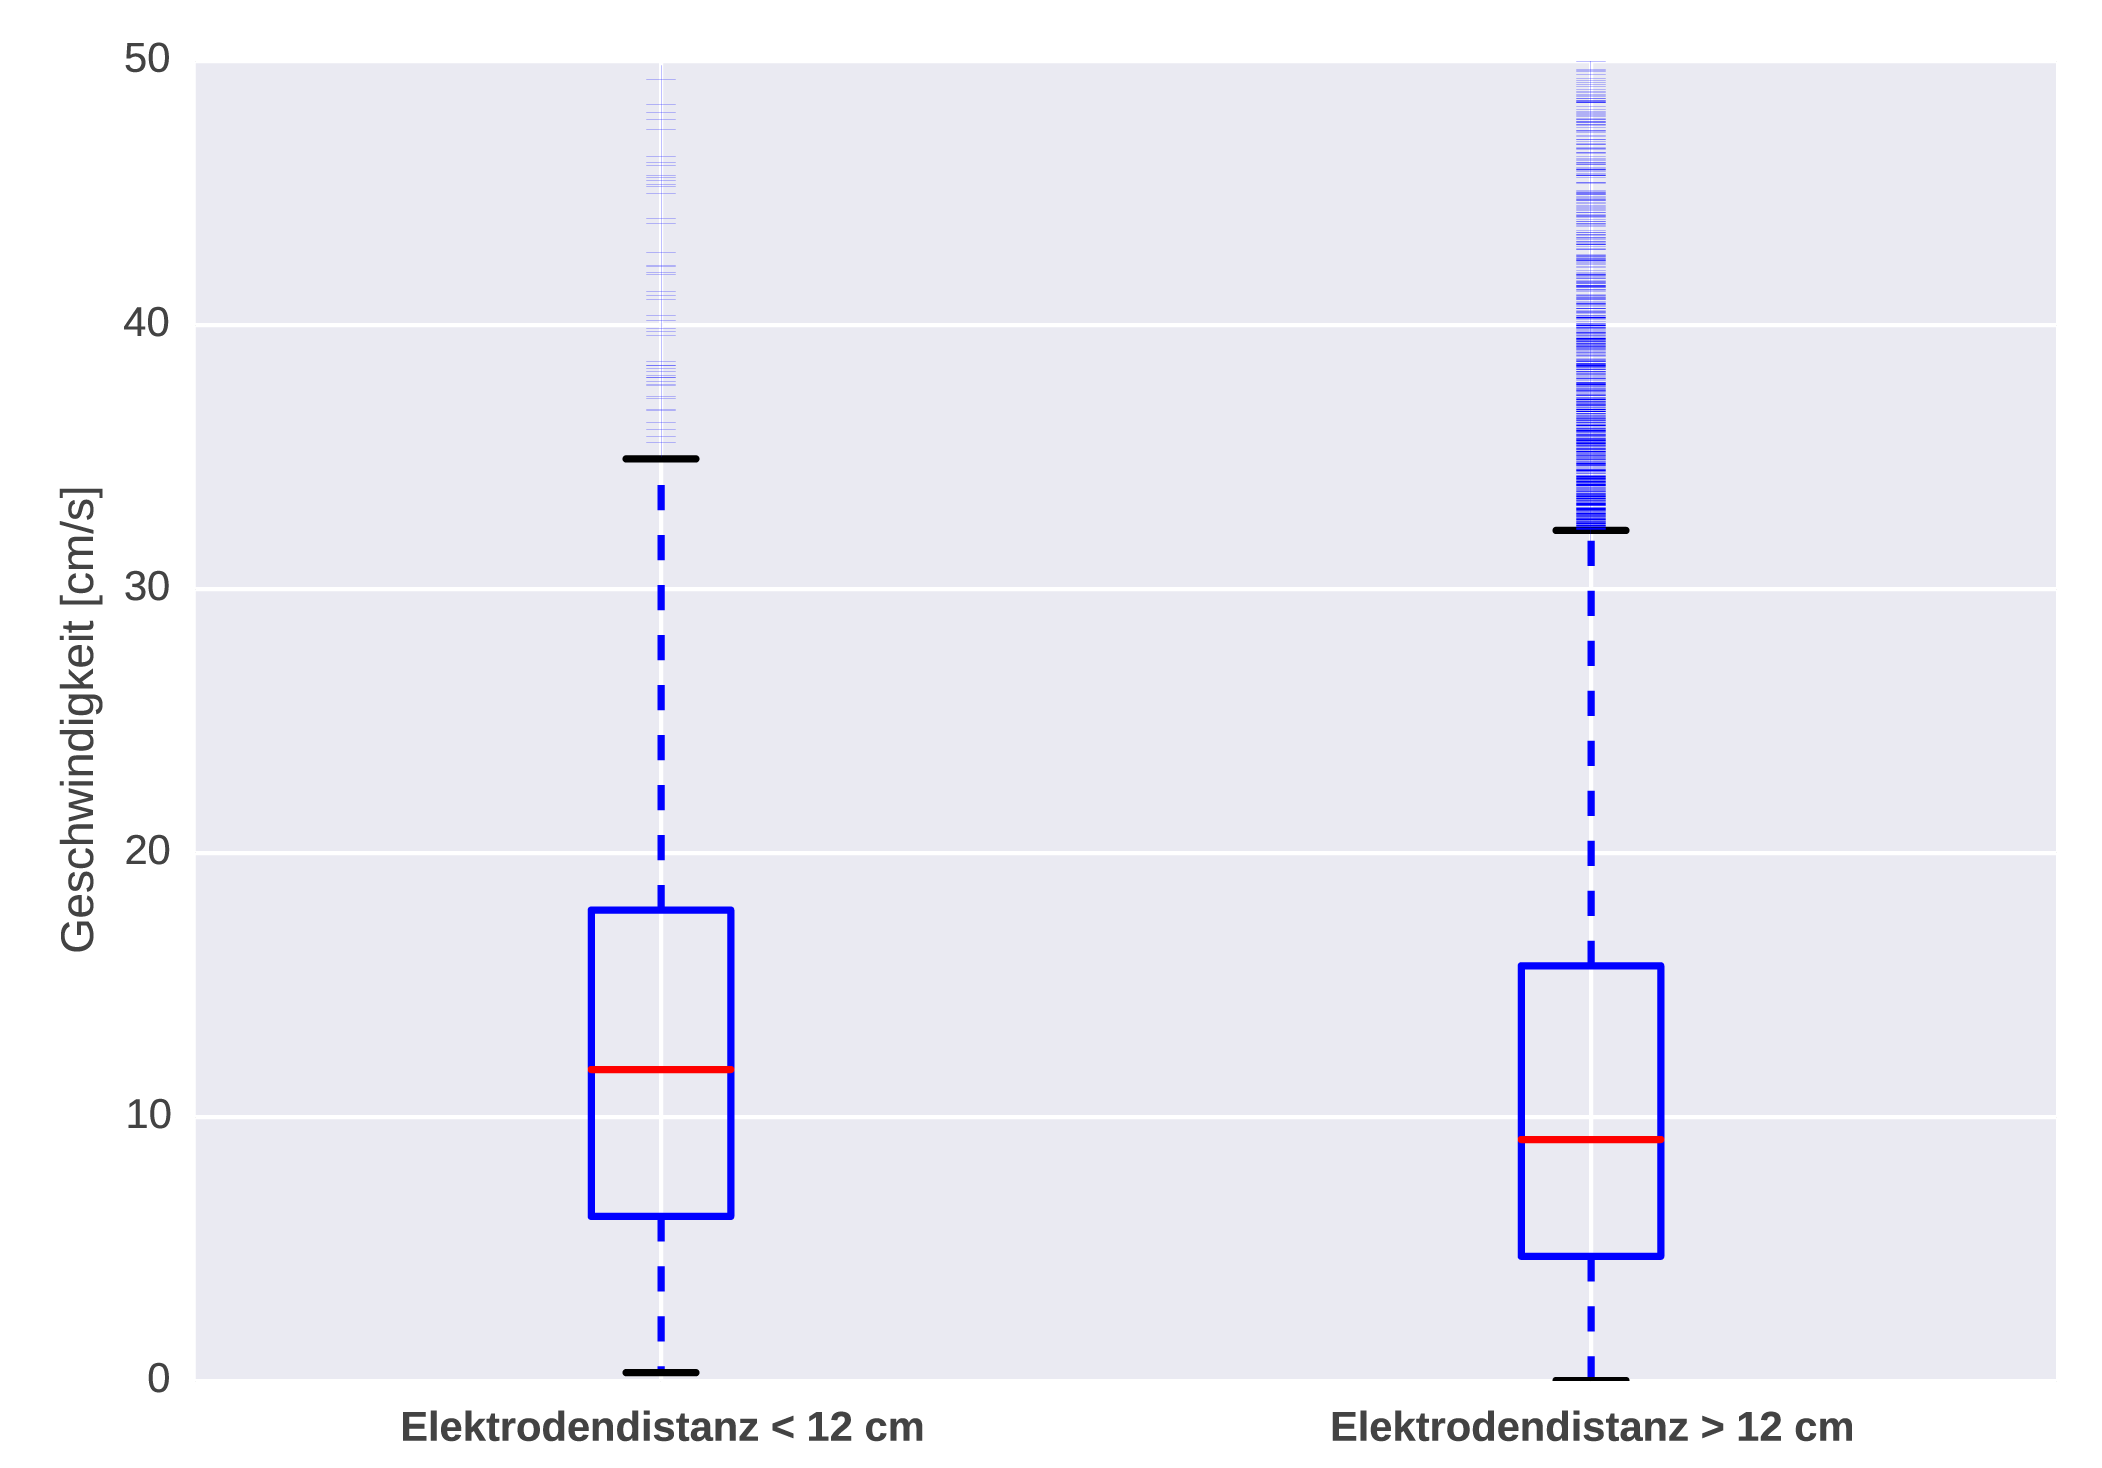 Geschwindigkeit [cm/s]
50
40
30
20
10
0
Elektrodendistanz < 12 cm
Elektrodendistanz > 12 cm